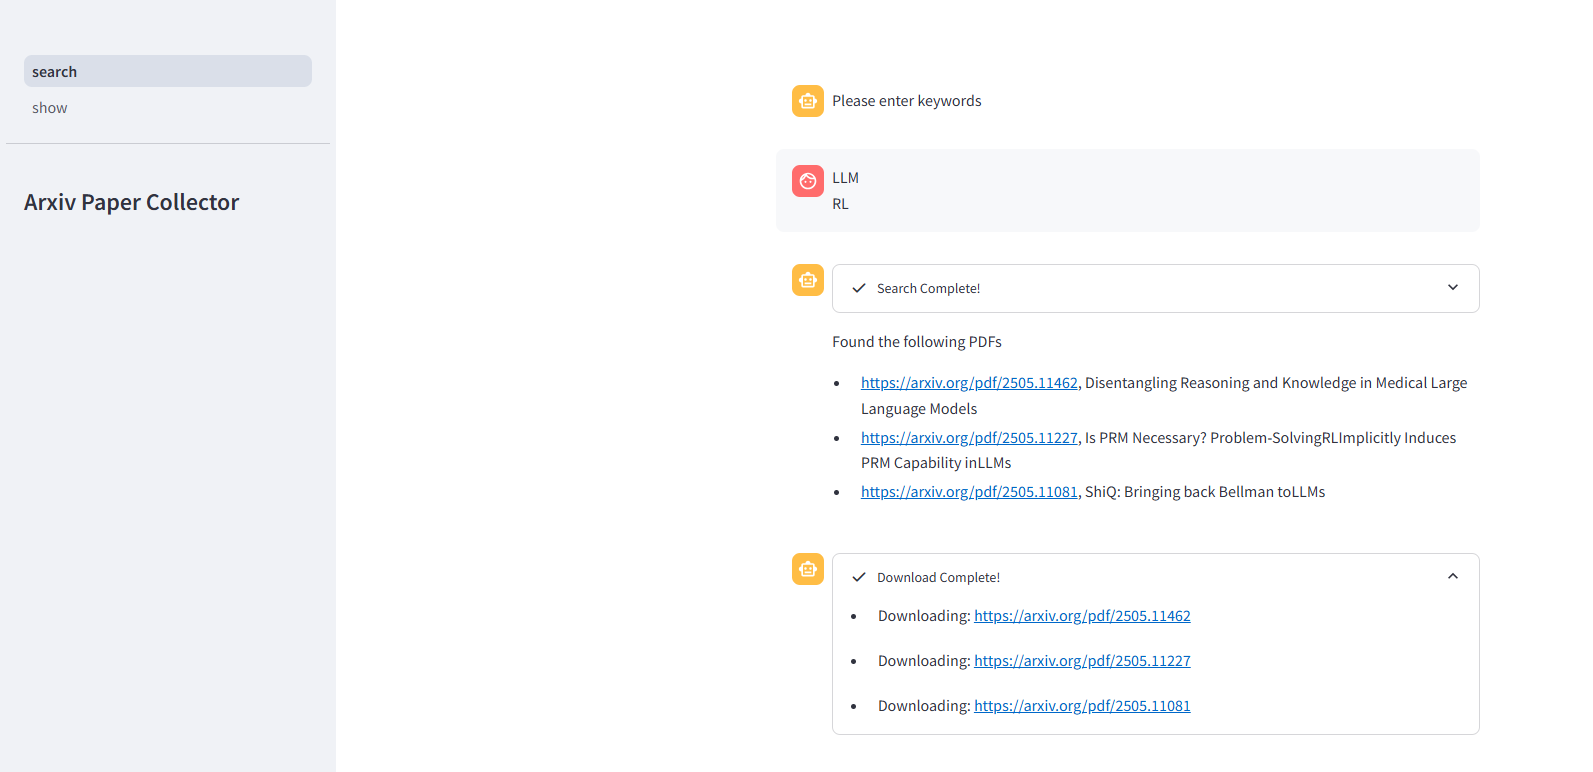 search
show
Arxiv Paper Collector
Please enter keywords
LLM
RL
Search Complete!
Found the following PDFs
https://arxiv.org/pdf/2505.11462, Disentangling Reasoning and Knowledge in Medical Large
Language Models
https://arxiv.org/pdf/2505.11227, Is PRM Necessary? Problem-SolvingRLImplicitly Induces
PRM Capability inLLMs
https://arxiv.org/pdf/2505.11081, ShiQ: Bringing back Bellman toLLMs
Download Complete!
Downloading: https://arxiv.org/pdf/2505.11462
Downloading: https://arxiv.org/pdf/2505.11227
Downloading: https://arxiv.org/pdf/2505.11081